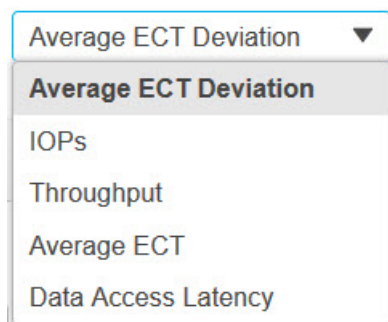 Average ECT Deviation
Average ECT Deviation
IOPs
Throughput
Average ECT
Data Access Latency